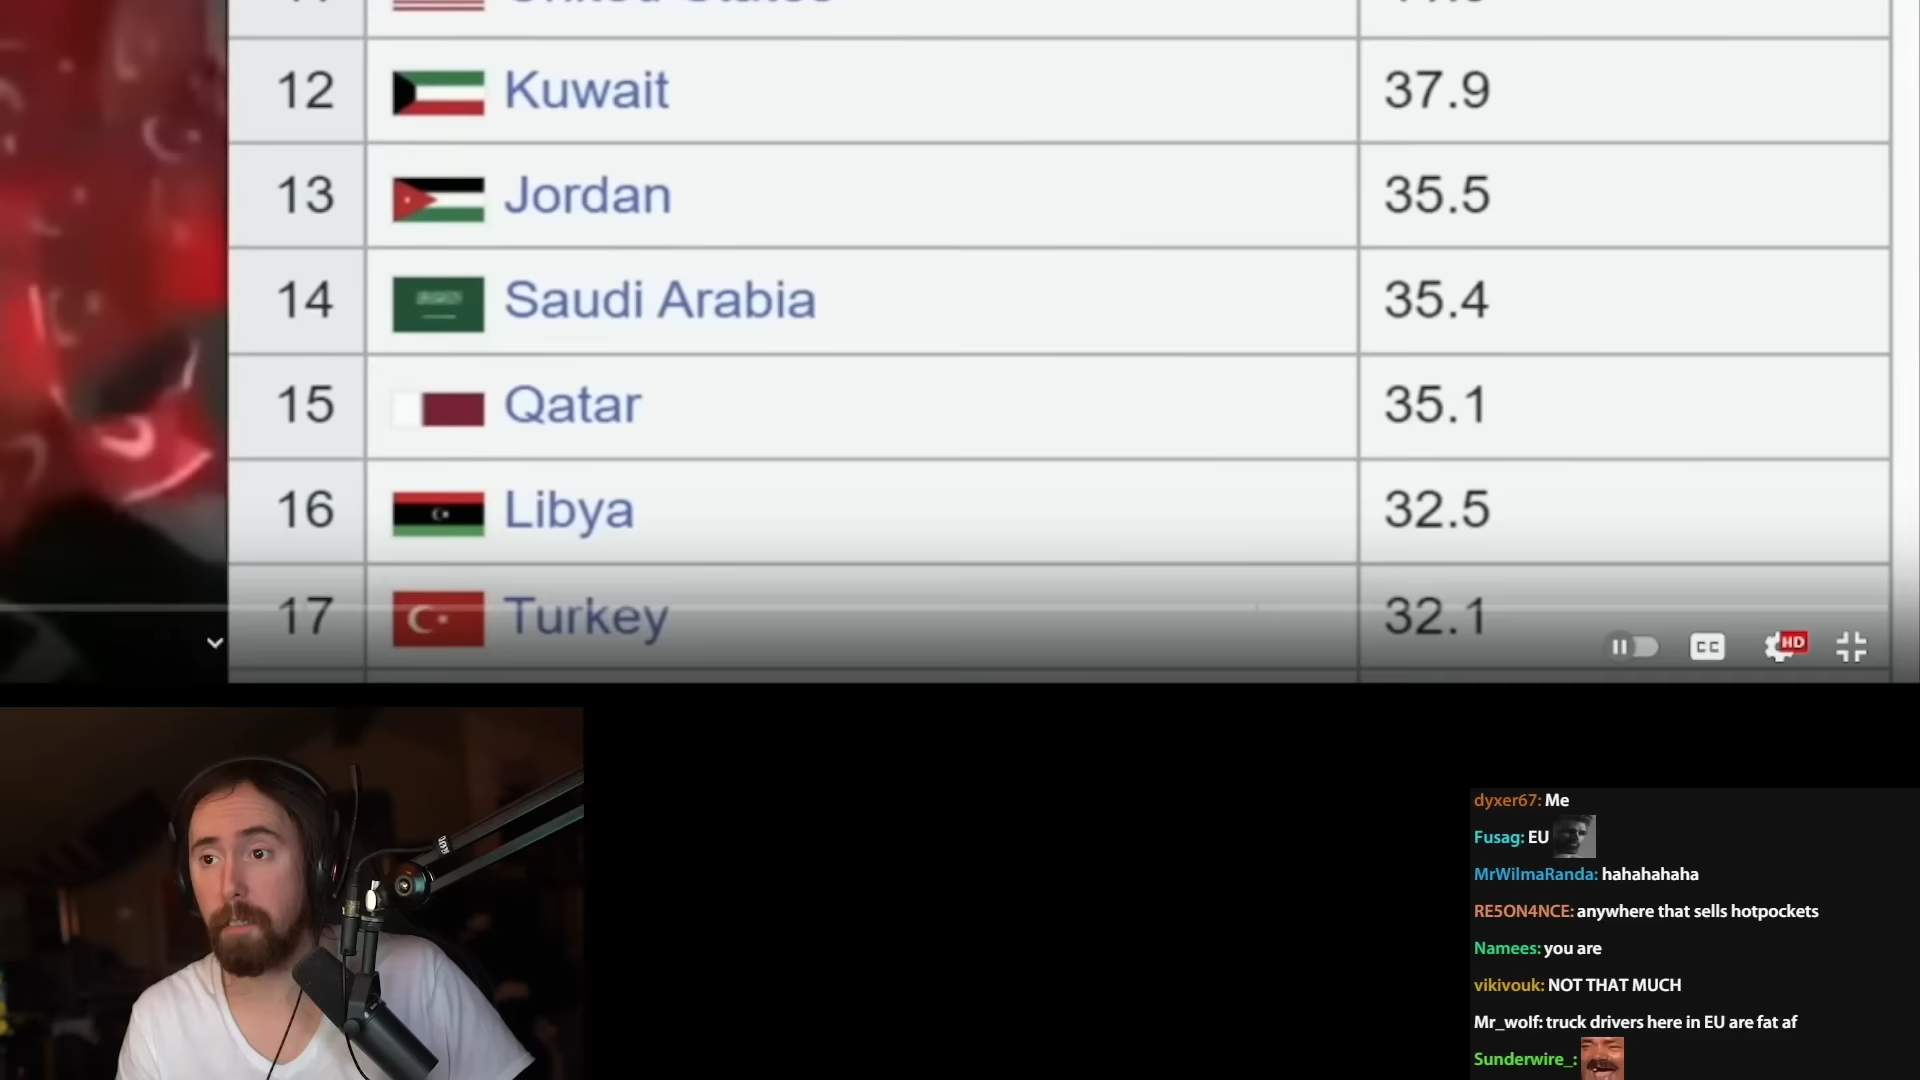 12 Kuwait 37.9
13 Jordan 35.5
14 Saudi Arabia 35.4
15 Qatar 35.1
16 Libya 32.5
17 Turkey 32.1
CC HD
dyxer67: Me
Fusag: EU
MrWilmaRanda: hahahahaha
RE5ON4NCE: anywhere that sells hotpockets
Namees: you are
vikivouk: NOT THAT MUCH
Mr_wolf: truck drivers here in EU are fat af
Sunderwire_: